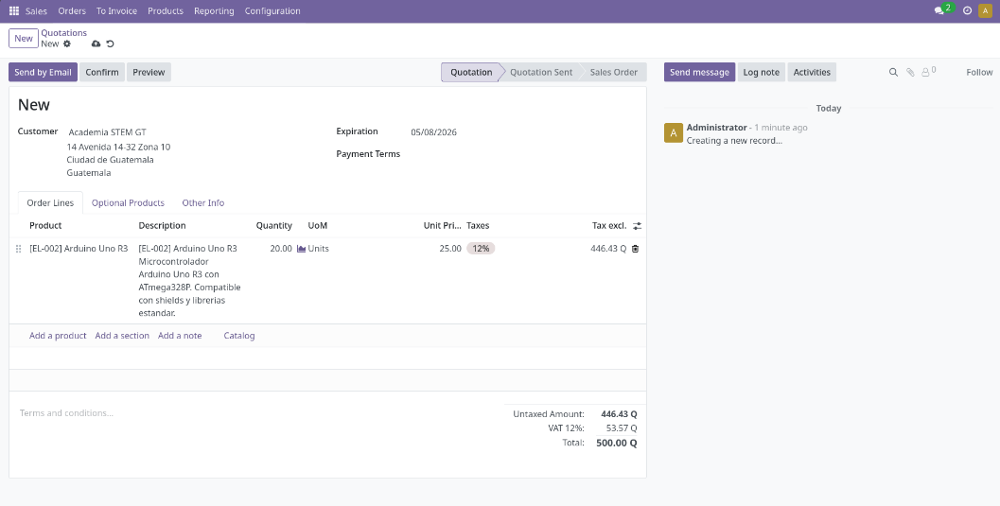 Sales Orders To Invoice Products Reporting Configuration 2 A
New Quotations
New
Send by Email Confirm Preview Quotation Quotation Sent Sales Order Send message Log note Activities 0 Follow
New
Customer Academia STEM GT
14 Avenida 14-32 Zona 10
Ciudad de Guatemala
Guatemala
Expiration 05/08/2026
Payment Terms
Order Lines Optional Products Other Info
Product Description Quantity UoM Unit Pri... Taxes Tax excl.
[EL-002] Arduino Uno R3 [EL-002] Arduino Uno R3 20.00 Units 25.00 12% 446.43 Q
Microcontrolador
Arduino Uno R3 con
ATmega328P. Compatible
con shields y librerias
estandar.
Add a product Add a section Add a note Catalog
Terms and conditions...
Untaxed Amount: 446.43 Q
VAT 12%: 53.57 Q
Total: 500.00 Q
Today
A Administrator - 1 minute ago
Creating a new record...